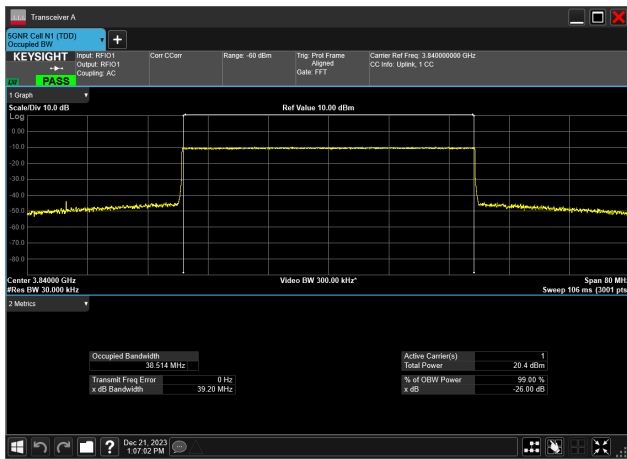 Transceiver A
5GNR Cell N1 (TDD)
Occupied BW
KEYSIGHT
Input: RFIO1
Output: RFIO1
Coupling: AC
Corr CCorr
Range: -60 dBm
Trig: Prot Frame
Aligned
Gate: FFT
Carrier Ref Freq: 3.840000000 GHz
CC Info: Uplink, 1 CC
PASS
1 Graph
Scale/Div 10.0 dB
Ref Value 10.00 dBm
Log
0.00
-10.0
-20.0
-30.0
-40.0
-50.0
-60.0
-70.0
-80.0
Center 3.84000 GHz
Video BW 300.00 kHz*
Span 80 MH
#Res BW 30.000 kHz
Sweep 106 ms (3001 pts
2 Metrics
Occupied Bandwidth
38.514 MHz
Transmit Freq Error 0 Hz
x dB Bandwidth 39.20 MHz
Active Carrier(s) 1
Total Power 20.4 dBm
% of OBW Power 99.00 %
x dB -26.00 dB
?
Dec 21, 2023
1:07:02 PM